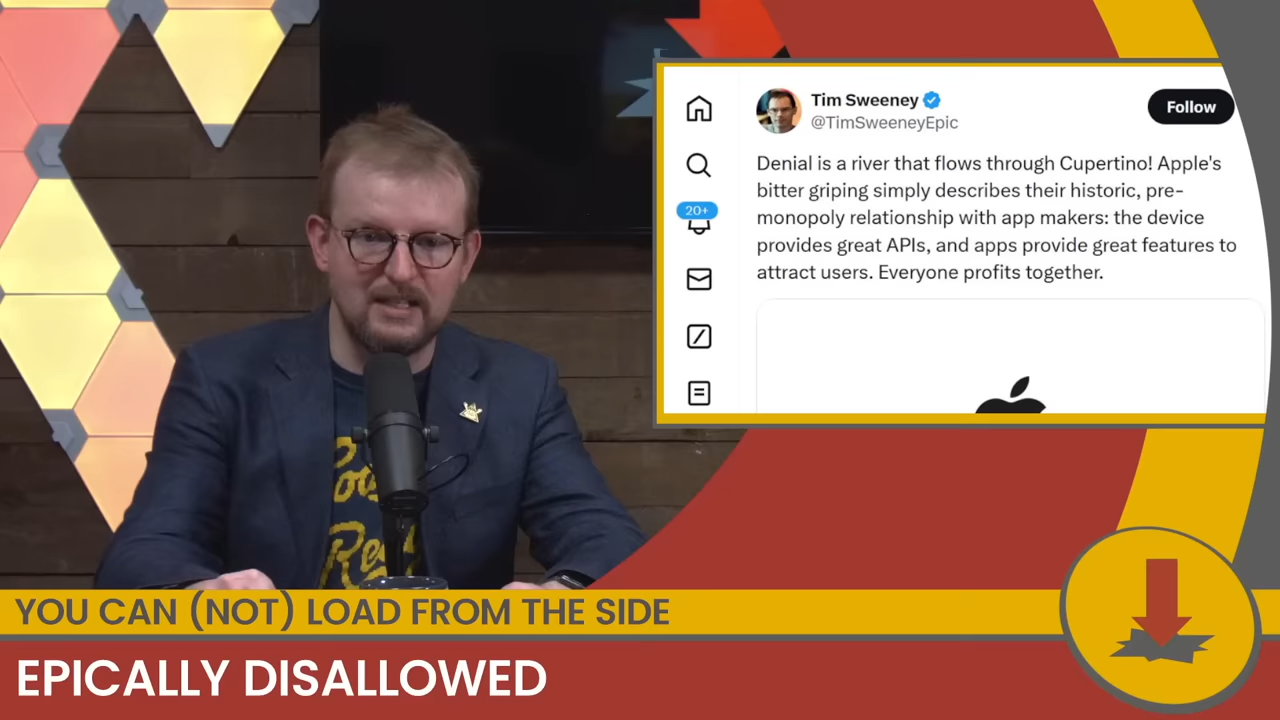 Tim Sweeney
@TimSweeneyEpic
Follow
20+
Denial is a river that flows through Cupertino! Apple's
bitter griping simply describes their historic, pre-
monopoly relationship with app makers: the device
provides great APIs, and apps provide great features to
attract users. Everyone profits together.
YOU CAN (NOT) LOAD FROM THE SIDE
EPICALLY DISALLOWED